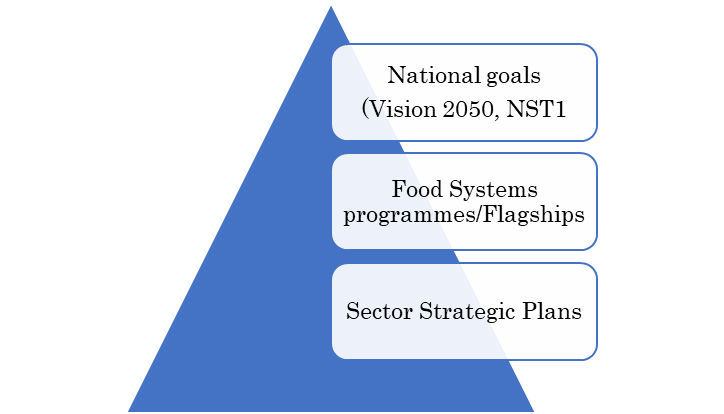 National goals
(Vision 2050, NST1
Food Systems
programmes/Flagships
Sector Strategic Plans